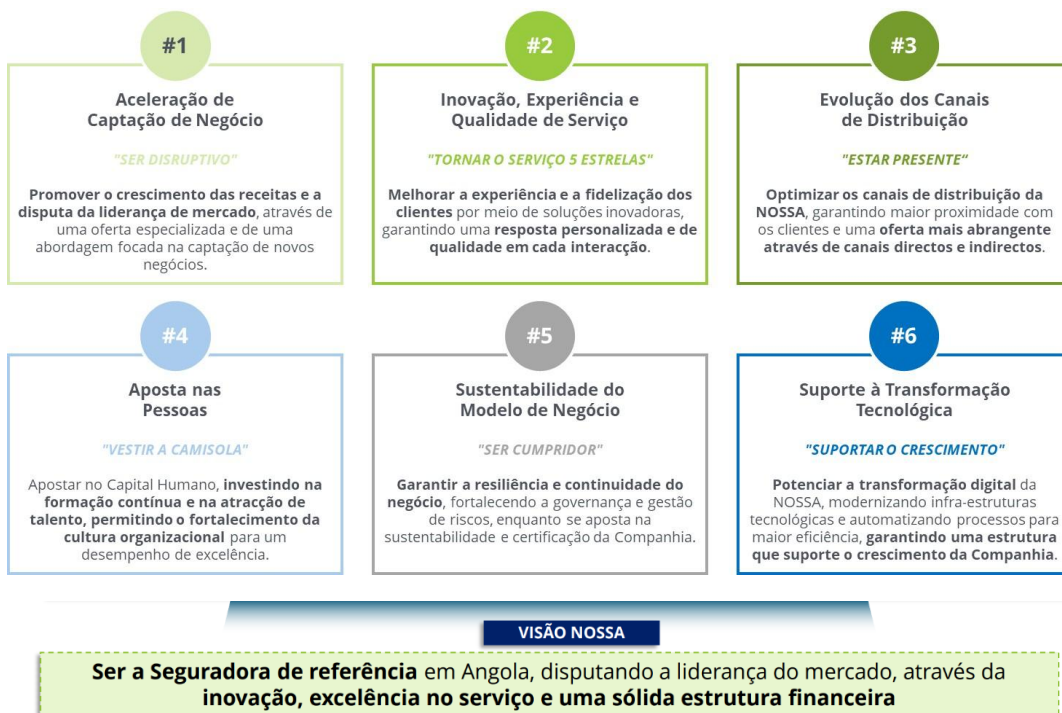 #1
Aceleração de
Captação de Negócio
"SER DISRUPTIVO"
Promover o crescimento das receitas e a
disputa da liderança de mercado, através de
uma oferta especializada e de uma
abordagem focada na captação de novos
negócios.
#2
Inovação, Experiência e
Qualidade de Serviço
"TORNAR O SERVIÇO 5 ESTRELAS"
Melhorar a experiência e a fidelização dos
clientes por meio de soluções inovadoras,
garantindo uma resposta personalizada e de
qualidade em cada interacção.
#3
Evolução dos Canais
de Distribuição
"ESTAR PRESENTE“
Optimizar os canais de distribuição da
NOSSA, garantindo maior proximidade com
os clientes e uma oferta mais abrangente
através de canais directos e indirectos.
#4
Aposta nas
Pessoas
"VESTIR A CAMISOLA"
Apostar no Capital Humano, investindo na
formação contínua e na atracção de
talento, permitindo o fortalecimento da
cultura organizacional para um
desempenho de excelência.
#5
Sustentabilidade do
Modelo de Negócio
"SER CUMPRIDOR"
Garantir a resiliência e continuidade do
negócio, fortalecendo a governança e gestão
de riscos, enquanto se aposta na
sustentabilidade e certificação da Companhia.
#6
Suporte à Transformação
Tecnológica
"SUPORTAR O CRESCIMENTO"
Potenciar a transformação digital da
NOSSA, modernizando infra-estruturas
tecnológicas e automatizando processos para
maior eficiência, garantindo uma estrutura
que suporte o crescimento da Companhia.
VISÃO NOSSA
Ser a Seguradora de referência em Angola, disputando a liderança do mercado, através da
inovação, excelência no serviço e uma sólida estrutura financeira